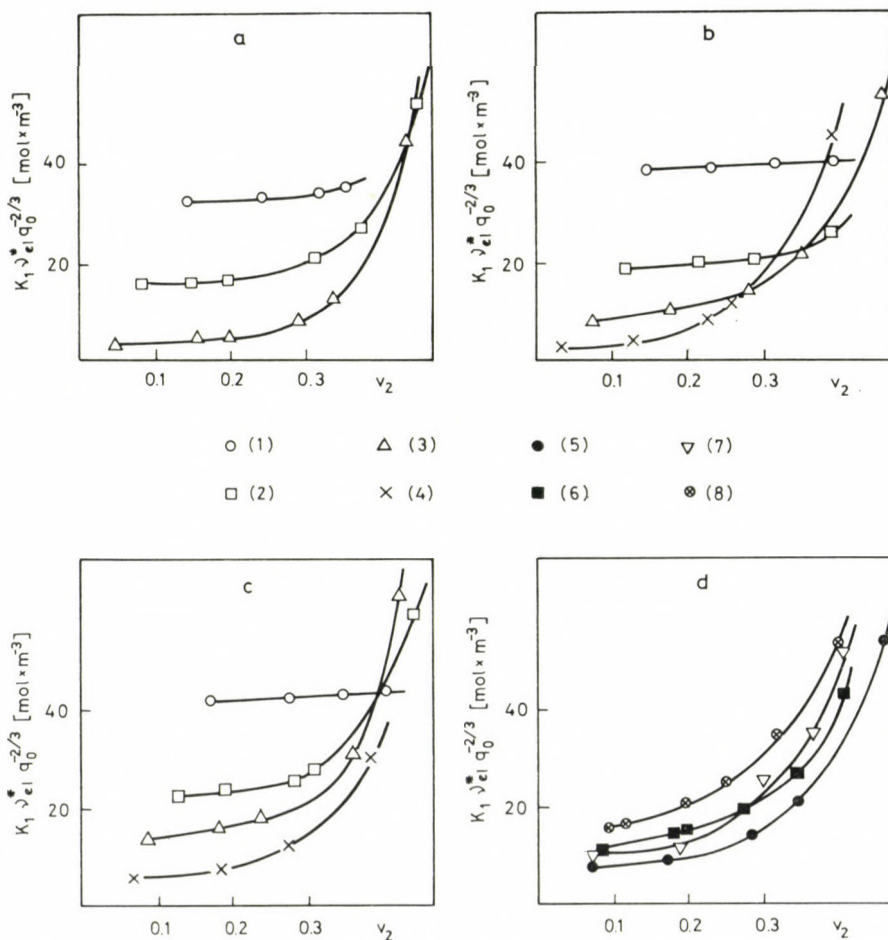 a
K₁ ν*el q₀^-2/3 [mol×m⁻³]
40
20
0.1 0.2 0.3 v₂
b
K₁ ν*el q₀^-2/3 [mol×m⁻³]
40
20
0.1 0.2 0.3 v₂
(1) (3) (5) (7)
(2) (4) (6) (8)
c
K₁ ν*el q₀^-2/3 [mol×m⁻³]
40
20
0.1 0.2 0.3 v₂
d
K₁ ν*el q₀^-2/3 [mol×m⁻³]
40
20
0.1 0.2 0.3 v₂